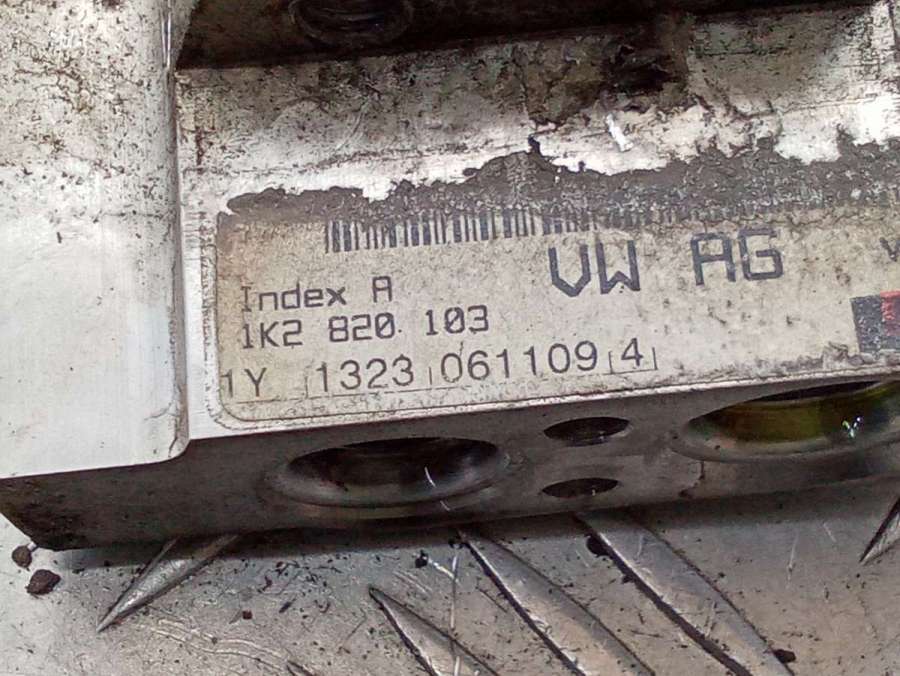 VW AG
Index A
1K2 820 103
1Y 1323 061109 4